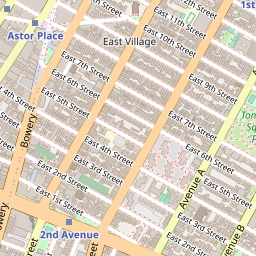 1st
East 11th Street
Astor Place
East Village
East 10th Street
East 7th Street
East 9th Street
East 6th Street
East 5th Street
4th Street
East 7th Street
Bowery
East 4th Street
East 6th Street
East 3rd Street
East 2nd Street
Avenue A
East 5th Street
East 1st Street
East 4th Street
East 3rd Street
Avenue B
2nd Avenue
East 2nd Street